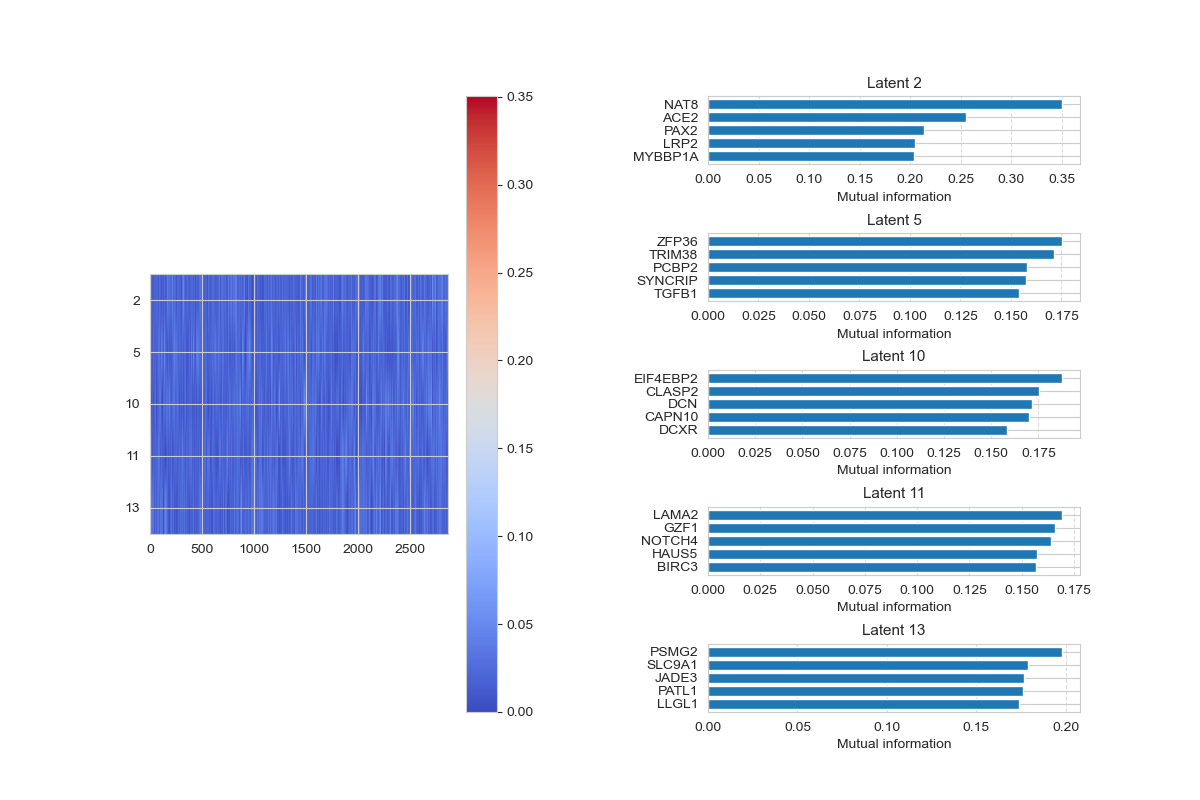 2
5
10
11
13
0 500 1000 1500 2000 2500
0.35
0.30
0.25
0.20
0.15
0.10
0.05
0.00
Latent 2
NAT8
ACE2
PAX2
LRP2
MYBBP1A
0.00 0.05 0.10 0.15 0.20 0.25 0.30 0.35
Mutual information
Latent 5
ZFP36
TRIM38
PCBP2
SYNCRIP
TGFB1
0.000 0.025 0.050 0.075 0.100 0.125 0.150 0.175
Mutual information
Latent 10
EIF4EBP2
CLASP2
DCN
CAPN10
DCXR
0.000 0.025 0.050 0.075 0.100 0.125 0.150 0.175
Mutual information
Latent 11
LAMA2
GZF1
NOTCH4
HAUS5
BIRC3
0.000 0.025 0.050 0.075 0.100 0.125 0.150 0.175
Mutual information
Latent 13
PSMG2
SLC9A1
JADE3
PATL1
LLGL1
0.00 0.05 0.10 0.15 0.20
Mutual information